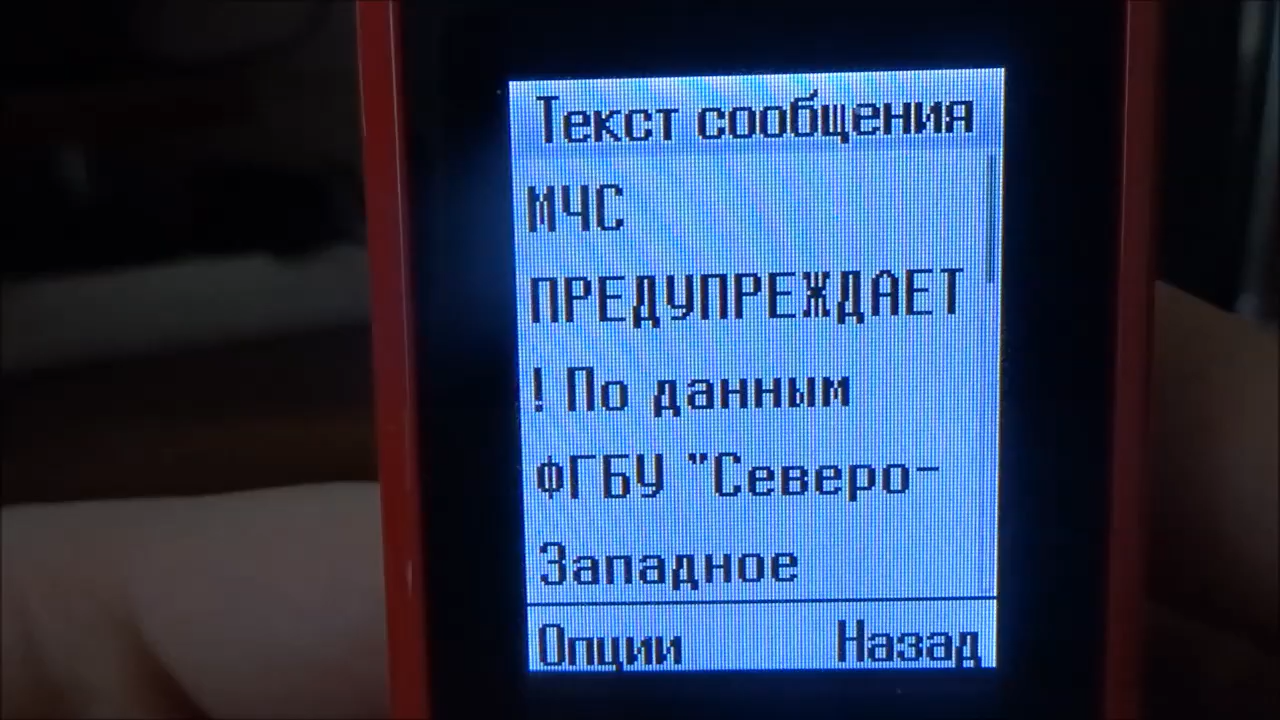 Текст сообщения
МЧС
ПРЕДУПРЕЖДАЕТ
! По данным
ФГБУ "Северо-
Западное
Опции Назад